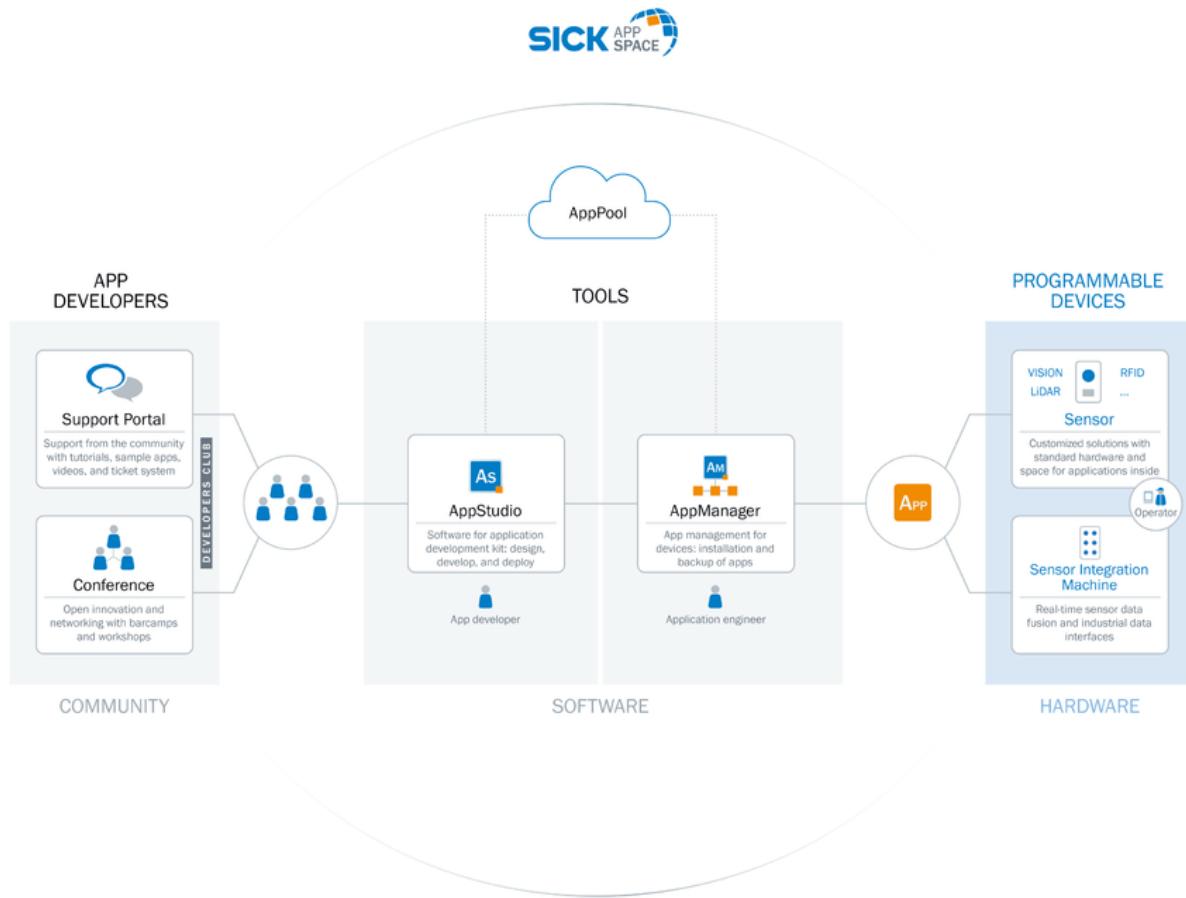 SICK APP
SPACE
AppPool
APP
DEVELOPERS
TOOLS
PROGRAMMABLE
DEVICES
Support Portal
Support from the community
with tutorials, sample apps,
videos, and ticket system
Conference
Open innovation and
networking with barcamps
and workshops
DEVELOPERS CLUB
As
AppStudio
Software for application
development kit: design,
develop, and deploy
App developer
AM
AppManager
App management for
devices: installation and
backup of apps
Application engineer
APP
VISION
RFID
LiDAR
...
Sensor
Customized solutions with
standard hardware and
space for applications inside
Operator
Sensor Integration
Machine
Real-time sensor data
fusion and industrial data
interfaces
COMMUNITY
SOFTWARE
HARDWARE